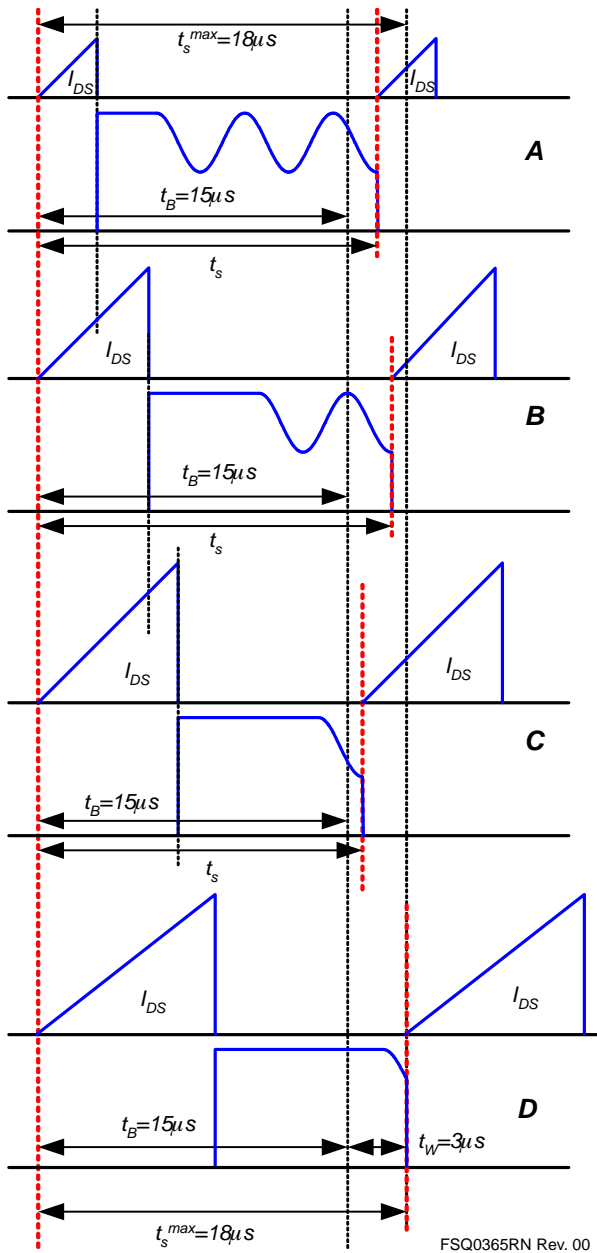 t_s^max=18μs
I_DS I_DS
A
t_B=15μs
t_s
I_DS I_DS
B
t_B=15μs
t_s
I_DS I_DS
C
t_B=15μs
t_s
I_DS I_DS
D
t_B=15μs t_W=3μs
t_s^max=18μs
FSQ0365RN Rev. 00